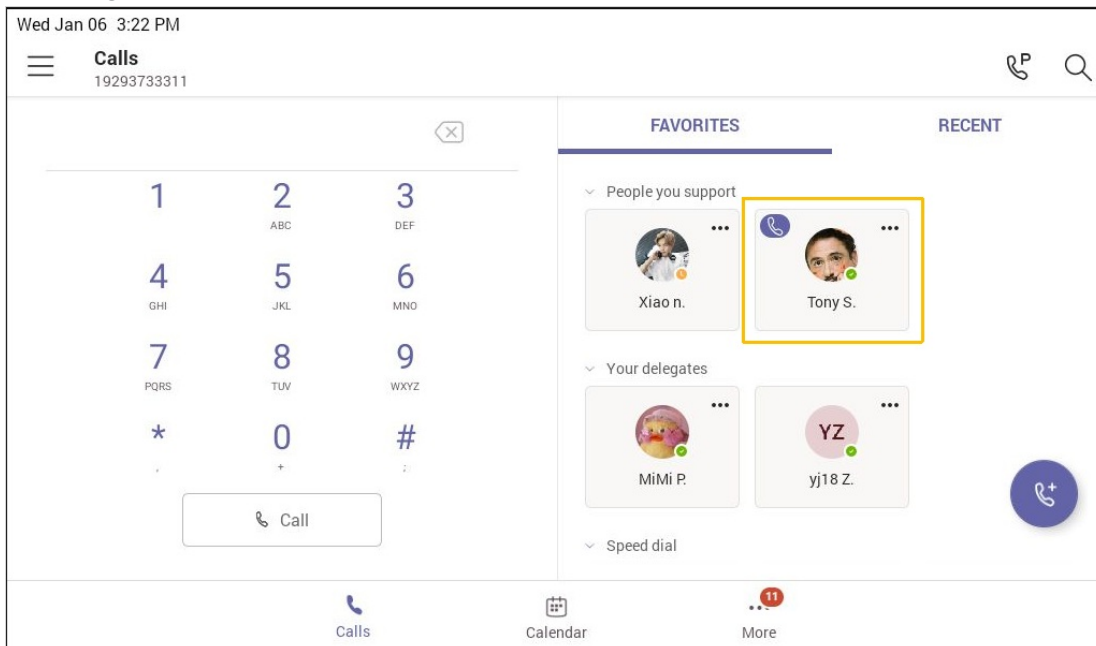 Wed Jan 06 3:22 PM
Calls
19293733311
P
FAVORITES
RECENT
1
2
ABC
3
DEF
4
GHI
5
JKL
6
MNO
7
PQRS
8
TUV
9
WXYZ
*
,
0
+
#
;
Call
People you support
Xiao n.
Tony S.
Your delegates
MiMi P.
YZ
yj18 Z.
Speed dial
Calls
Calendar
11
More